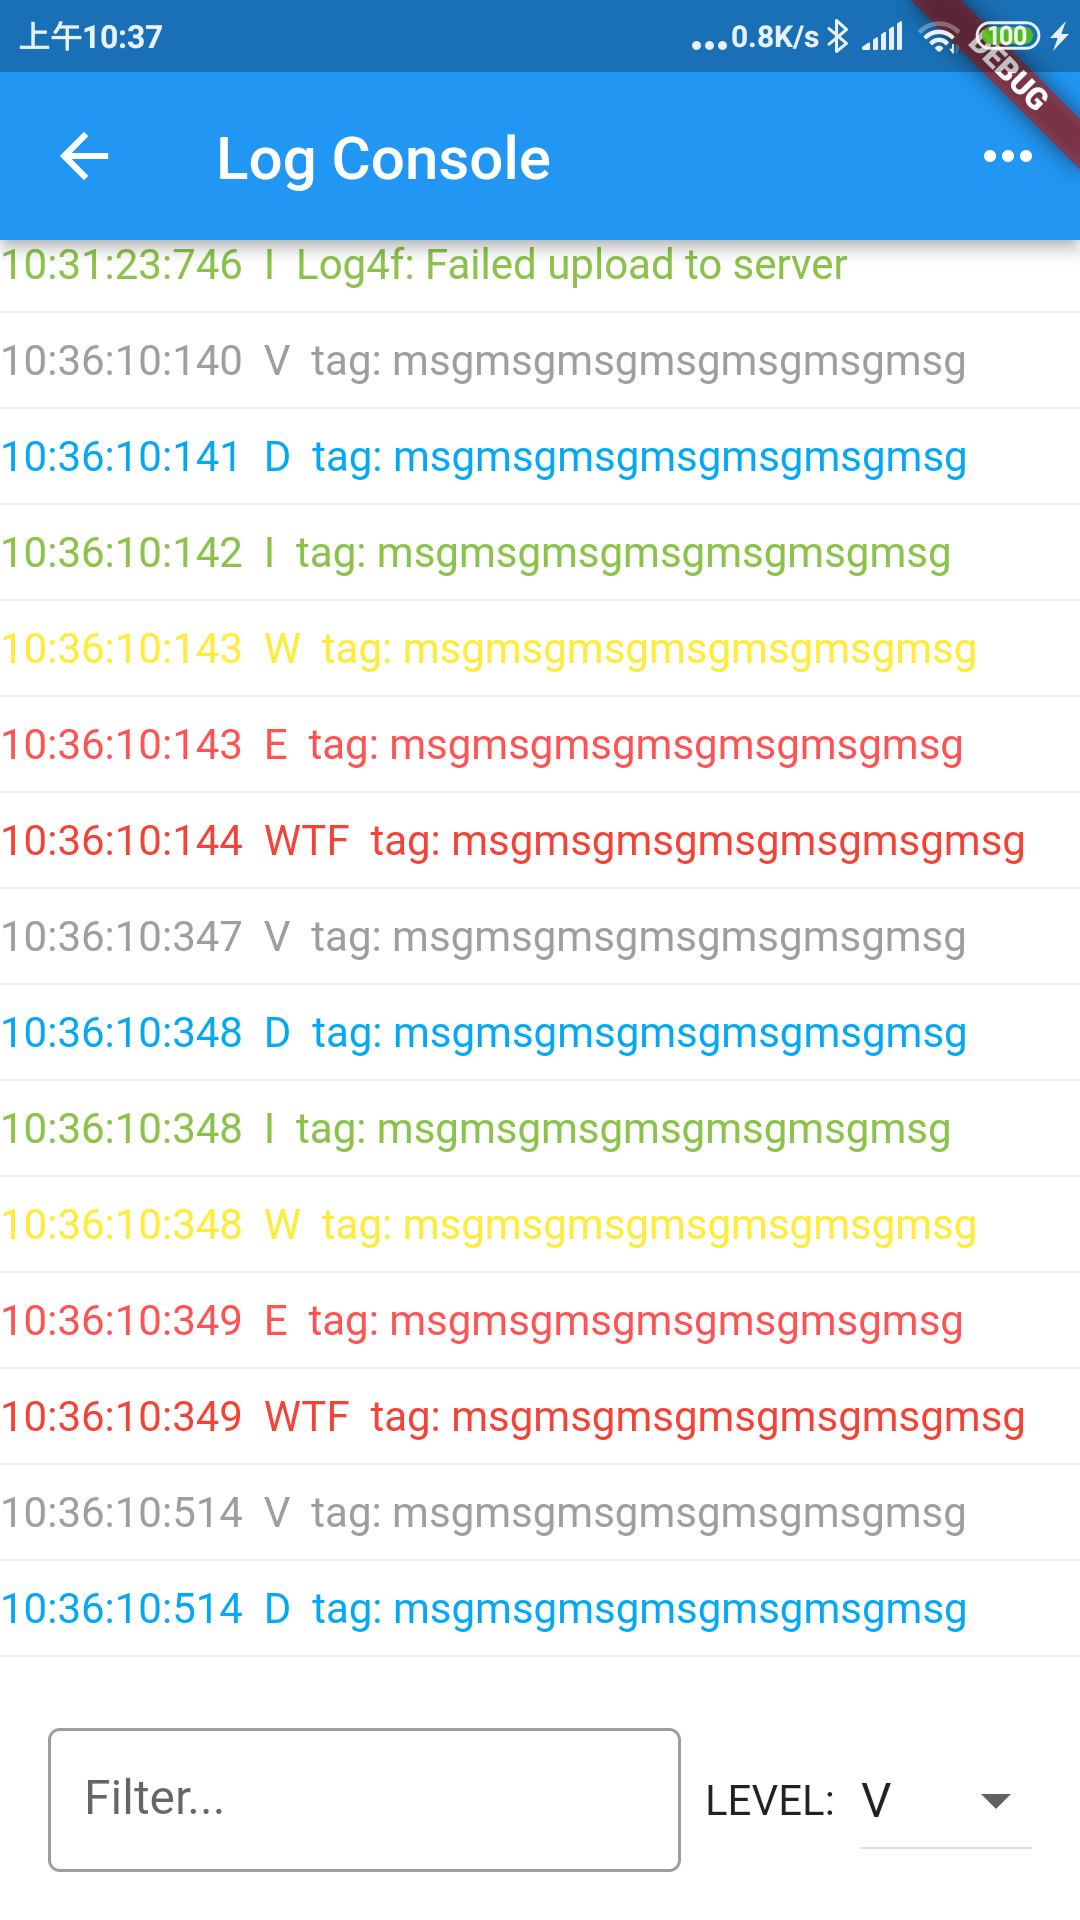 上午10:37
...0.8K/s
100
DEBUG
Log Console
10:31:23:746 I Log4f: Failed upload to server
10:36:10:140 V tag: msgmsgmsgmsgmsgmsgmsg
10:36:10:141 D tag: msgmsgmsgmsgmsgmsgmsg
10:36:10:142 I tag: msgmsgmsgmsgmsgmsgmsg
10:36:10:143 W tag: msgmsgmsgmsgmsgmsgmsg
10:36:10:143 E tag: msgmsgmsgmsgmsgmsgmsg
10:36:10:144 WTF tag: msgmsgmsgmsgmsgmsgmsg
10:36:10:347 V tag: msgmsgmsgmsgmsgmsgmsg
10:36:10:348 D tag: msgmsgmsgmsgmsgmsgmsg
10:36:10:348 I tag: msgmsgmsgmsgmsgmsgmsg
10:36:10:348 W tag: msgmsgmsgmsgmsgmsgmsg
10:36:10:349 E tag: msgmsgmsgmsgmsgmsgmsg
10:36:10:349 WTF tag: msgmsgmsgmsgmsgmsgmsg
10:36:10:514 V tag: msgmsgmsgmsgmsgmsgmsg
10:36:10:514 D tag: msgmsgmsgmsgmsgmsgmsg
Filter...
LEVEL: V